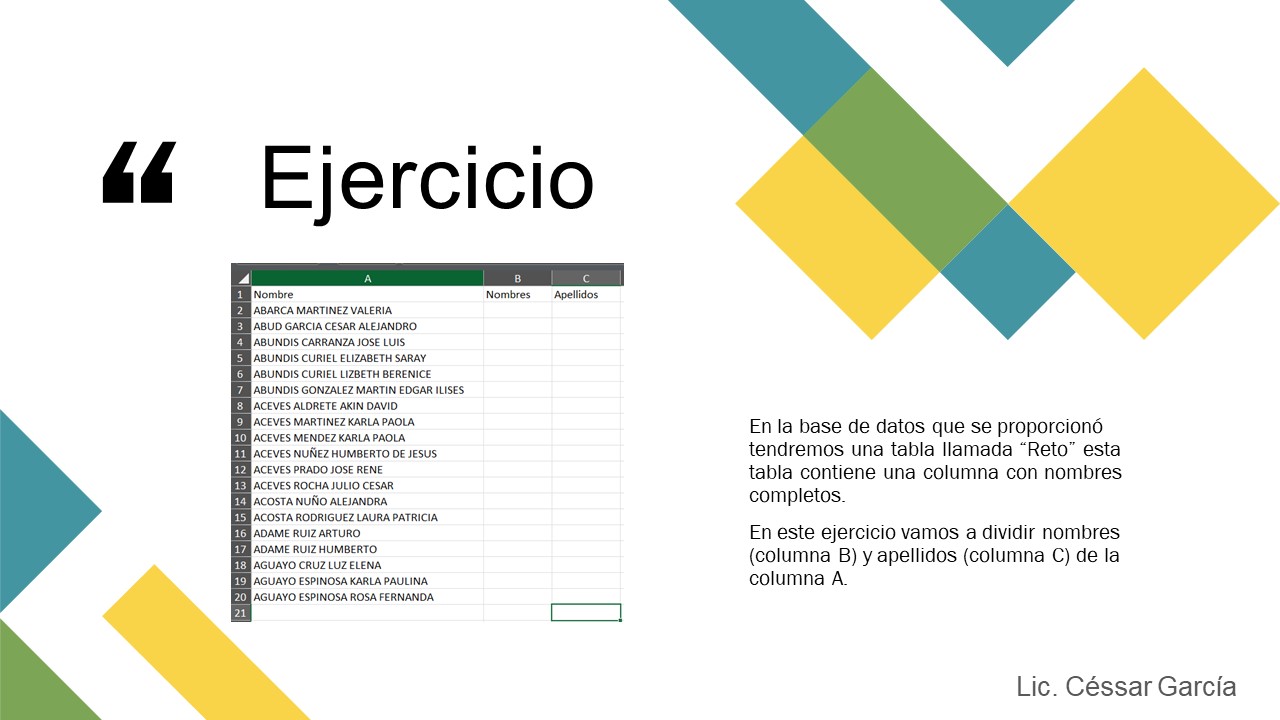 “ Ejercicio
A B C
1 Nombre Nombres Apellidos
2 ABARCA MARTINEZ VALERIA
3 ABUD GARCIA CESAR ALEJANDRO
4 ABUNDIS CARRANZA JOSE LUIS
5 ABUNDIS CURIEL ELIZABETH SARAY
6 ABUNDIS CURIEL LIZBETH BERENICE
7 ABUNDIS GONZALEZ MARTIN EDGAR ILISES
8 ACEVES ALDRETE AKIN DAVID
9 ACEVES MARTINEZ KARLA PAOLA
10 ACEVES MENDEZ KARLA PAOLA
11 ACEVES NUÑEZ HUMBERTO DE JESUS
12 ACEVES PRADO JOSE RENE
13 ACEVES ROCHA JULIO CESAR
14 ACOSTA NUÑO ALEJANDRA
15 ACOSTA RODRIGUEZ LAURA PATRICIA
16 ADAME RUIZ ARTURO
17 ADAME RUIZ HUMBERTO
18 AGUAYO CRUZ LUZ ELENA
19 AGUAYO ESPINOSA KARLA PAULINA
20 AGUAYO ESPINOSA ROSA FERNANDA
21
En la base de datos que se proporcionó
tendremos una tabla llamada “Reto” esta
tabla contiene una columna con nombres
completos.
En este ejercicio vamos a dividir nombres
(columna B) y apellidos (columna C) de la
columna A.
Lic. Céssar García